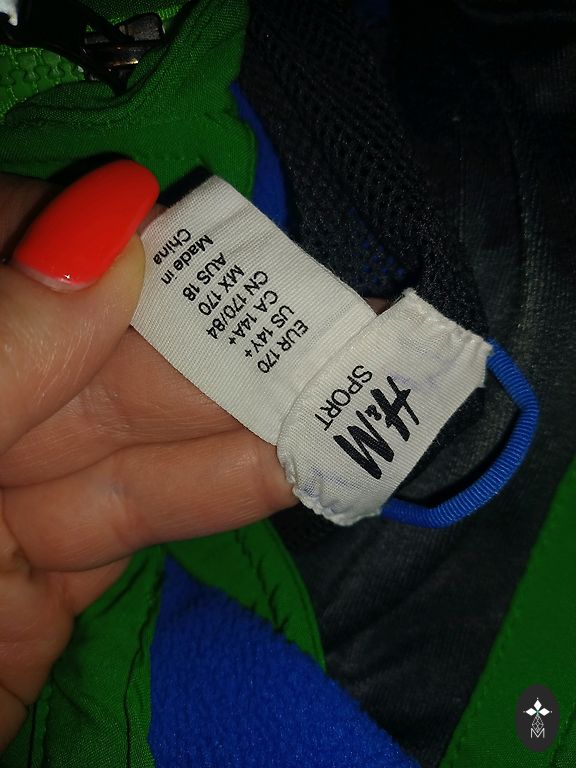 H&M
SPORT
EUR 170
US 14Y+
CA 14A+
CN 170/84
MX 170
AUS 18
Made in
China
M